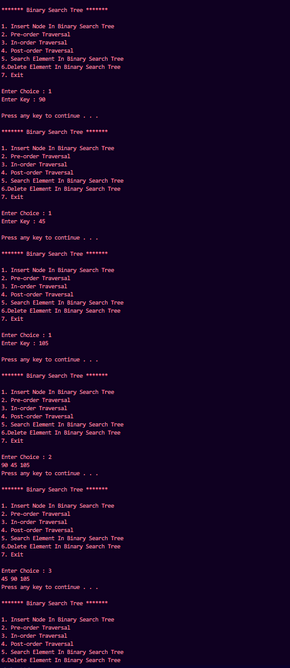 ******* Binary Search Tree *******
1. Insert Node In Binary Search Tree
2. Pre-order Traversal
3. In-order Traversal
4. Post-order Traversal
5. Search Element In Binary Search Tree
6.Delete Element In Binary Search Tree
7. Exit
Enter Choice : 1
Enter Key : 90
Press any key to continue . . .
******* Binary Search Tree *******
1. Insert Node In Binary Search Tree
2. Pre-order Traversal
3. In-order Traversal
4. Post-order Traversal
5. Search Element In Binary Search Tree
6.Delete Element In Binary Search Tree
7. Exit
Enter Choice : 1
Enter Key : 45
Press any key to continue . . .
******* Binary Search Tree *******
1. Insert Node In Binary Search Tree
2. Pre-order Traversal
3. In-order Traversal
4. Post-order Traversal
5. Search Element In Binary Search Tree
6.Delete Element In Binary Search Tree
7. Exit
Enter Choice : 1
Enter Key : 105
Press any key to continue . . .
******* Binary Search Tree *******
1. Insert Node In Binary Search Tree
2. Pre-order Traversal
3. In-order Traversal
4. Post-order Traversal
5. Search Element In Binary Search Tree
6.Delete Element In Binary Search Tree
7. Exit
Enter Choice : 2
90 45 105
Press any key to continue . . .
******* Binary Search Tree *******
1. Insert Node In Binary Search Tree
2. Pre-order Traversal
3. In-order Traversal
4. Post-order Traversal
5. Search Element In Binary Search Tree
6.Delete Element In Binary Search Tree
7. Exit
Enter Choice : 3
45 90 105
Press any key to continue . . .
******* Binary Search Tree *******
1. Insert Node In Binary Search Tree
2. Pre-order Traversal
3. In-order Traversal
4. Post-order Traversal
5. Search Element In Binary Search Tree
6.Delete Element In Binary Search Tree